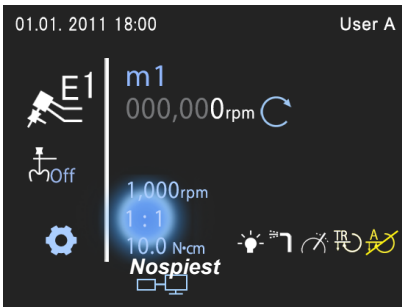 01.01. 2011 18:00 User A
E1
m1
000,000rpm
Off
1,000rpm
1 : 1
10.0 N·cm
TR A
Nospiest